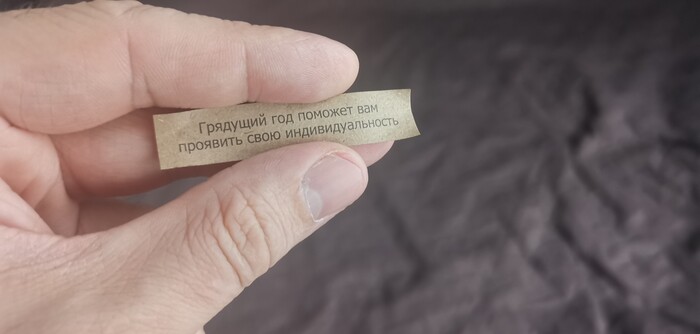 Грядущий год поможет вам
проявить свою индивидуальность